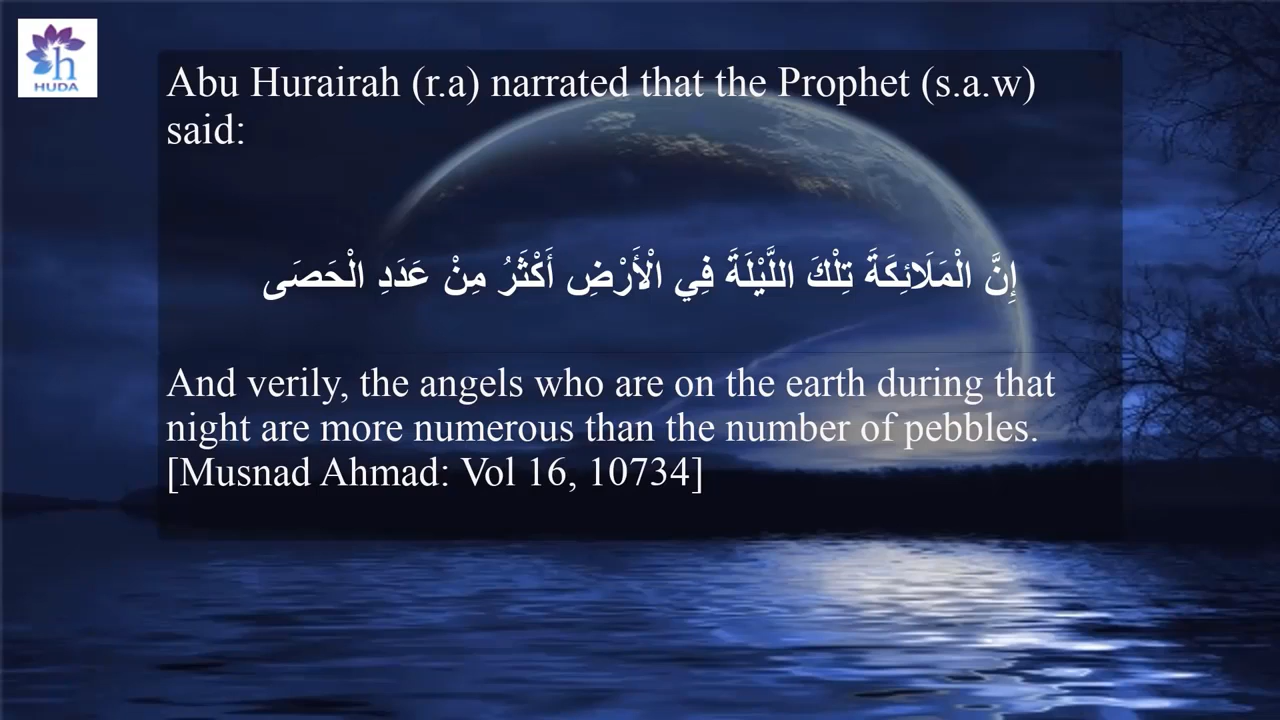 h
HUDA
Abu Hurairah (r.a) narrated that the Prophet (s.a.w)
said:
إِنَّ الْمَلَائِكَةَ تِلْكَ اللَّيْلَةَ فِي الْأَرْضِ أَكْثَرُ مِنْ عَدَدِ الْحَصَى
And verily, the angels who are on the earth during that
night are more numerous than the number of pebbles.
[Musnad Ahmad: Vol 16, 10734]